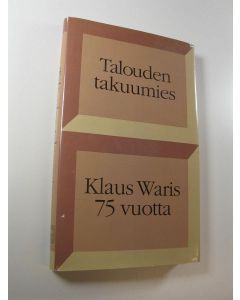 Talouden
takuumies
Klaus Waris
75 vuotta